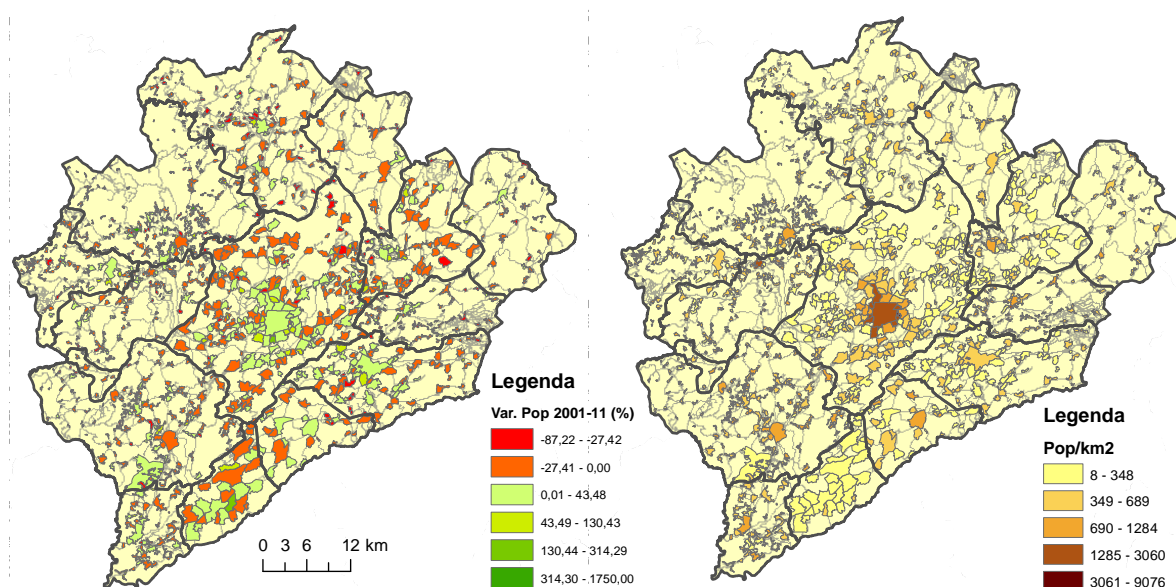 Legenda
Var. Pop 2001-11 (%)
-87,22 - -27,42
-27,41 - 0,00
0,01 - 43,48
43,49 - 130,43
130,44 - 314,29
314,30 - 1750,00
0 3 6 12 km
Legenda
Pop/km2
8 - 348
349 - 689
690 - 1284
1285 - 3060
3061 - 9076